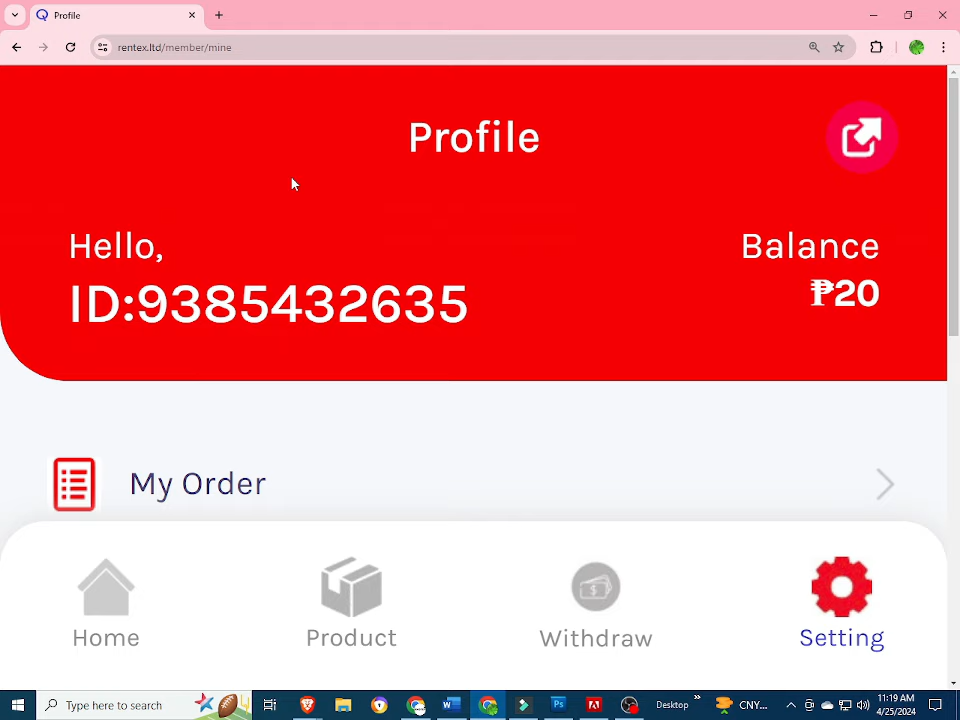 Profile
rentex.ltd/member/mine
Profile
Hello,
Balance
ID:9385432635
₱20
My Order
Home
Product
Withdraw
Setting
Type here to search
Desktop
CNY...
11:19 AM
4/25/2024